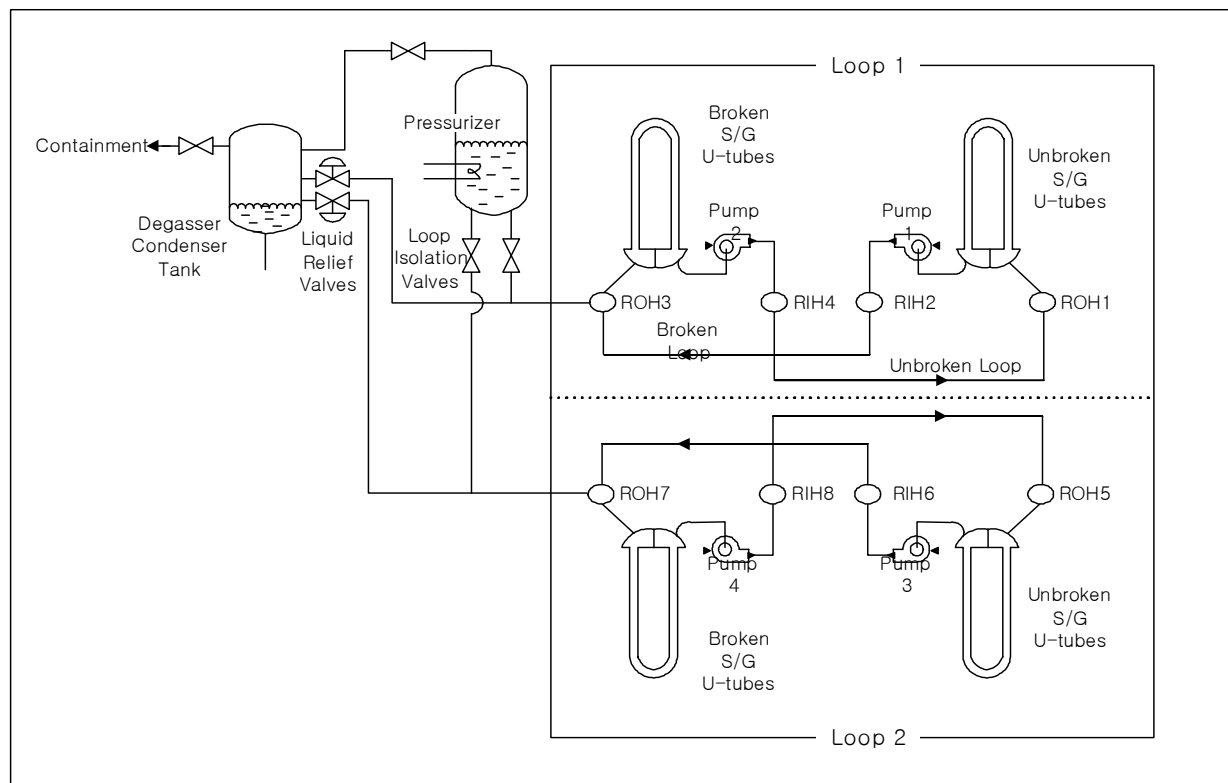 Loop 1
Containment
Pressurizer
Broken
S/G
U-tubes
Unbroken
S/G
U-tubes
Degasser
Condenser
Tank
Liquid
Relief
Valves
Loop
Isolation
Valves
Pump
2
Pump
1
ROH3
RIH4
RIH2
ROH1
Broken
Loop
Unbroken Loop
ROH7
RIH8
RIH6
ROH5
Pump
4
Pump
3
Broken
S/G
U-tubes
Unbroken
S/G
U-tubes
Loop 2